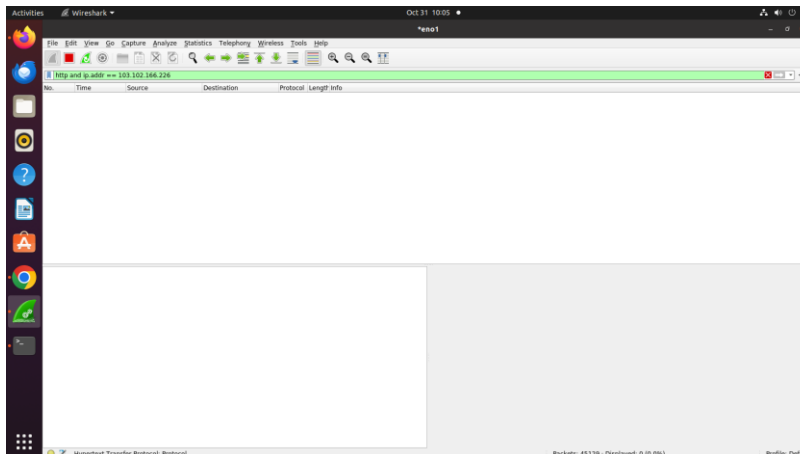 Activities Wireshark Oct 31 10:05
*eno1
File Edit View Go Capture Analyze Statistics Telephony Wireless Tools Help
http and ip.addr == 103.102.166.226
No. Time Source Destination Protocol Length Info
Hypertext Transfer Protocol: Protocol Packets: 45129 · Displayed: 0 (0.0%) Profile: Def